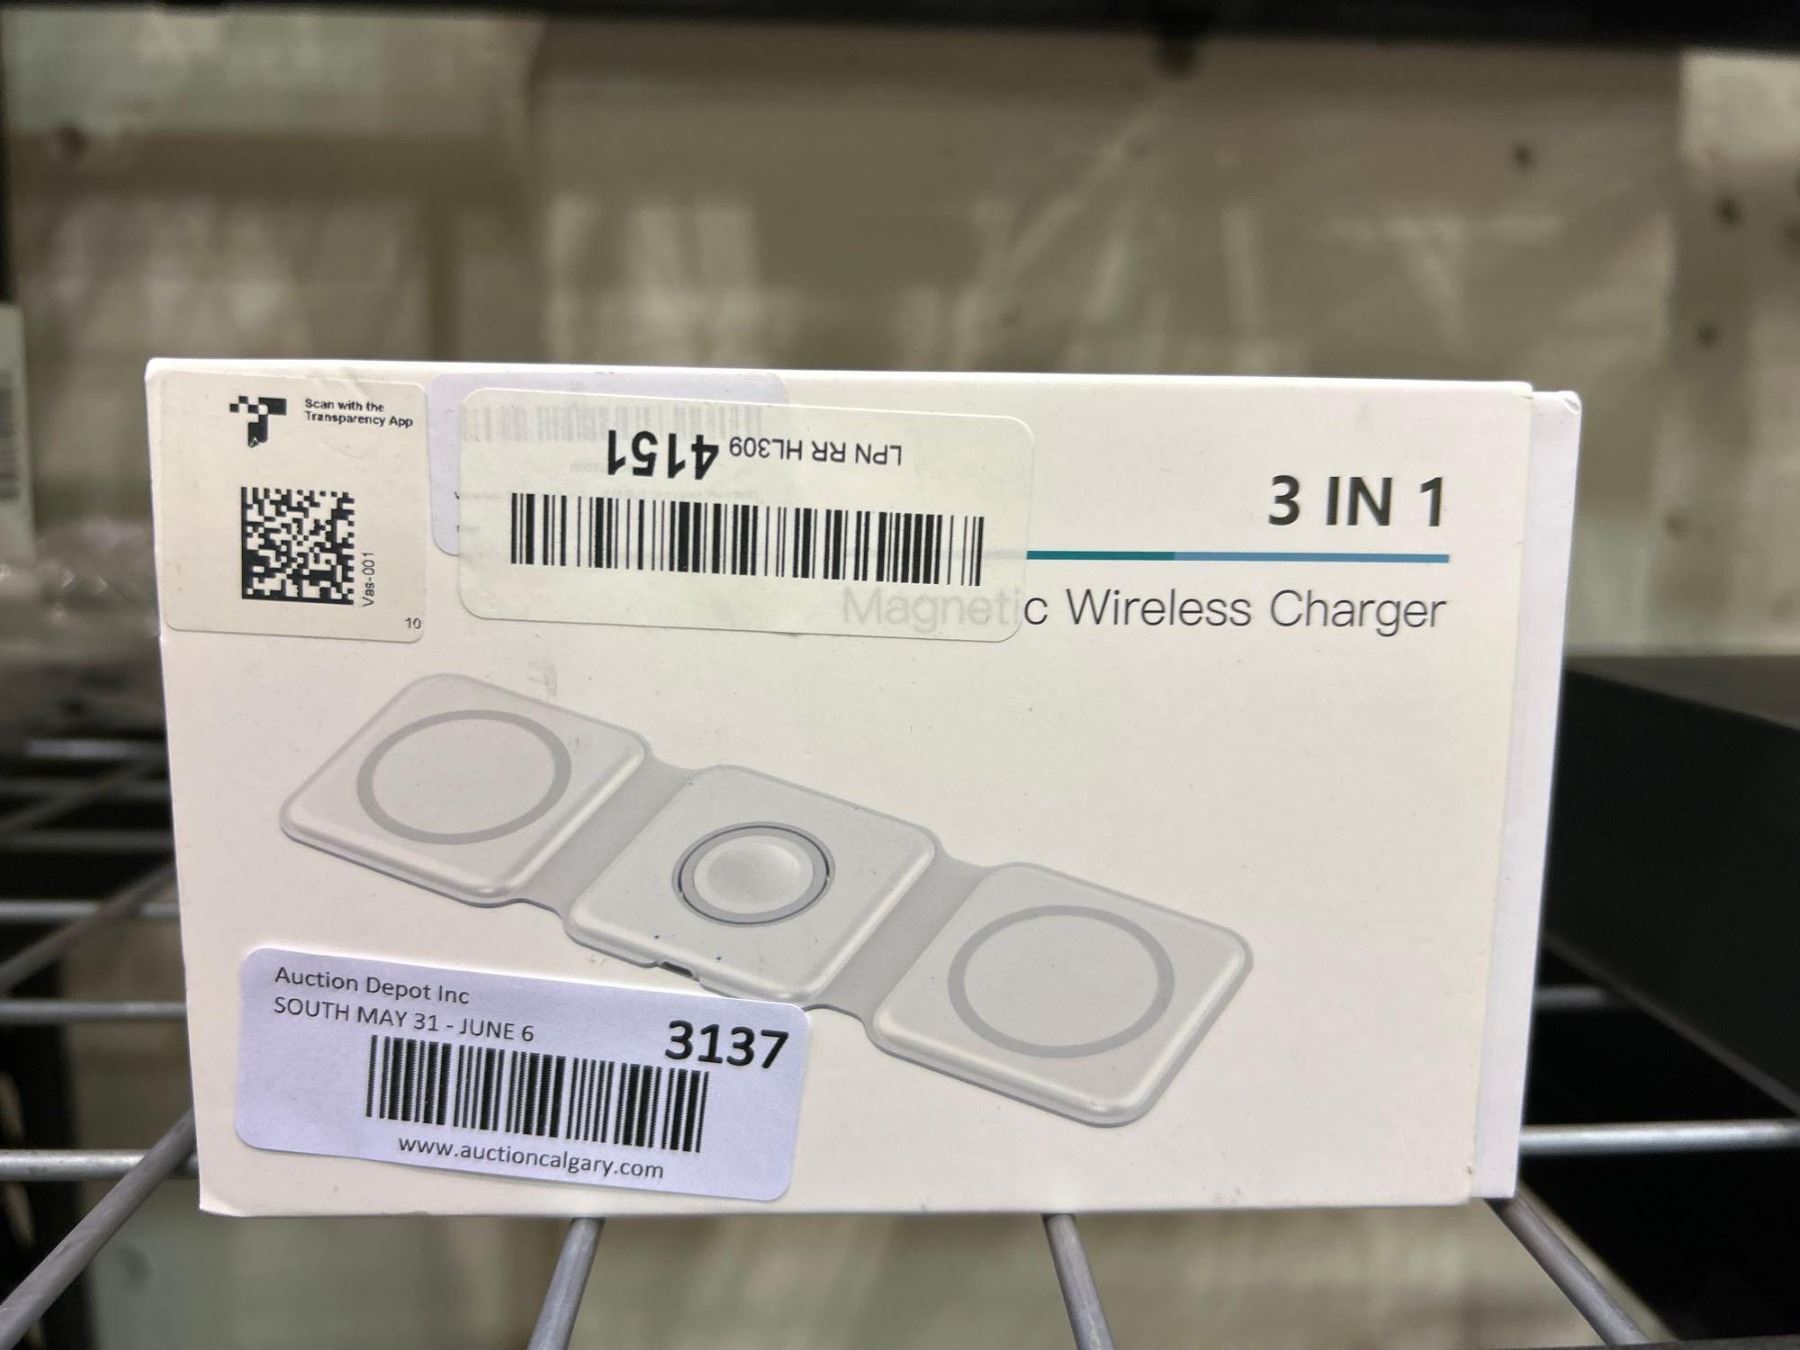 Scan with the
Transparency App
Vas-001
10
LPN RR HL309 4151
3 IN 1
Magnetic Wireless Charger
Auction Depot Inc
SOUTH MAY 31 - JUNE 6
3137
www.auctioncalgary.com